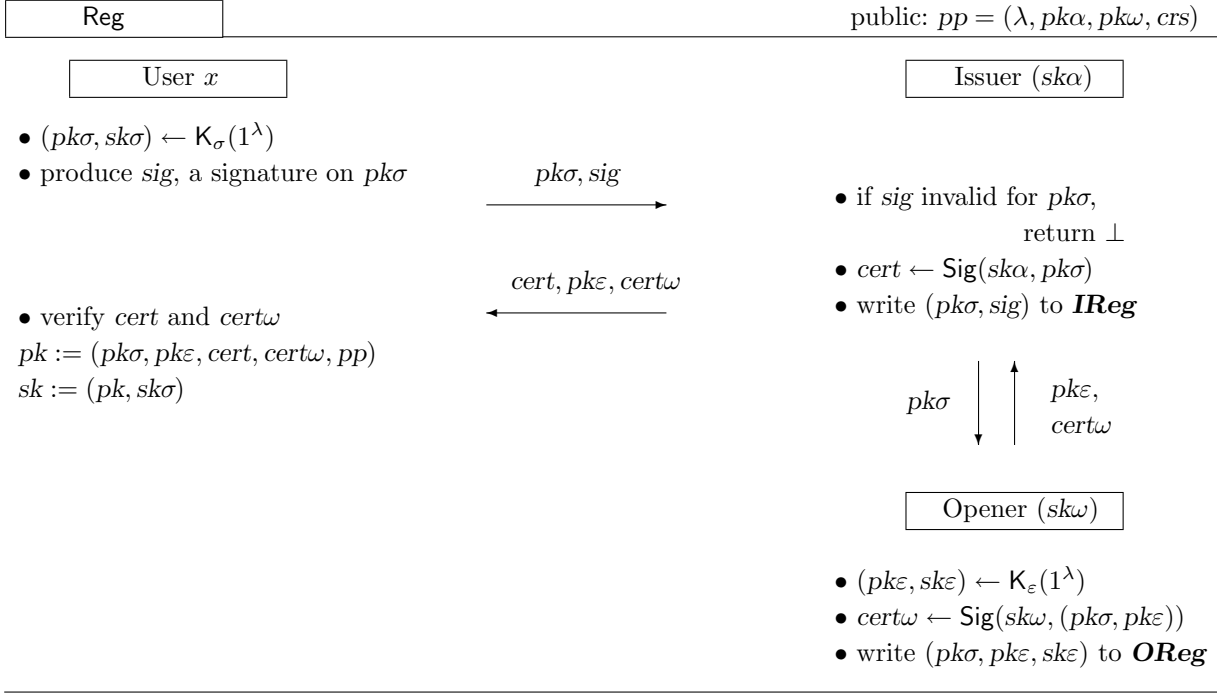 Reg
public: pp = (λ, pkα, pkω, crs)
User x
Issuer (skα)
• (pkσ, skσ) ← K_σ(1^λ)
• produce sig, a signature on pkσ
pkσ, sig
• if sig invalid for pkσ,
return ⊥
• cert ← Sig(skα, pkσ)
• write (pkσ, sig) to IReg
cert, pkε, certω
• verify cert and certω
pk := (pkσ, pkε, cert, certω, pp)
sk := (pk, skσ)
pkσ
pkε,
certω
Opener (skω)
• (pkε, skε) ← K_ε(1^λ)
• certω ← Sig(skω, (pkσ, pkε))
• write (pkσ, pkε, skε) to OReg